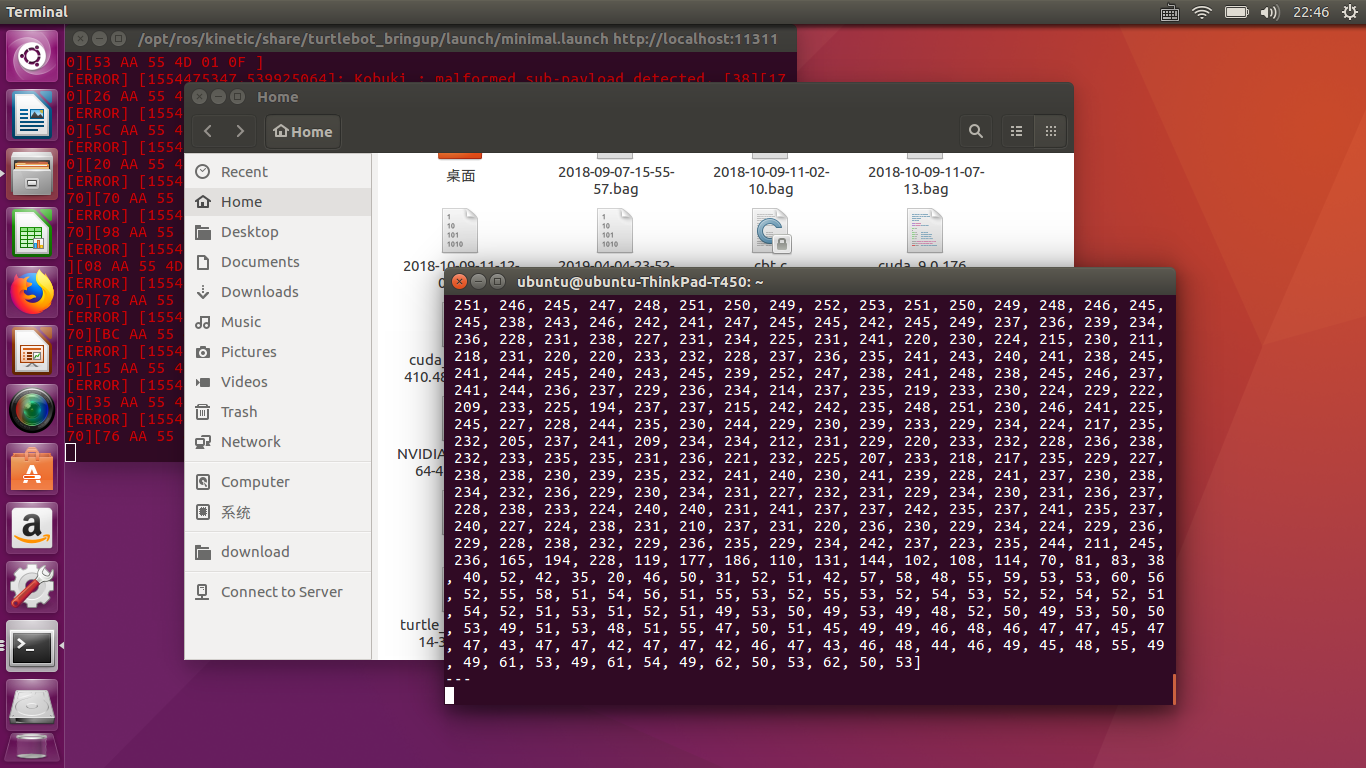 Terminal
22:46
/opt/ros/kinetic/share/turtlebot_bringup/launch/minimal.launch http://localhost:11311
0][53 AA 55 4D 01 0F ]
[ERROR] [1554475347.539925064]: Kobuki : malformed sub-payload detected. [38][17
0][26 AA 55 4
[ERROR] [1554
0][5C AA 55 4
[ERROR] [1554
0][20 AA 55 4
[ERROR] [1554
70][70 AA 55
[ERROR] [1554
70][98 AA 55
[ERROR] [1554
][08 AA 55 4D
[ERROR] [1554
70][78 AA 55
[ERROR] [1554
70][BC AA 55
[ERROR] [1554
0][15 AA 55 4
[ERROR] [1554
0][35 AA 55 4
[ERROR] [1554
70][76 AA 55
Home
Home
Recent
Home
Desktop
Documents
Downloads
Music
Pictures
Videos
Trash
Network
Computer
系统
download
Connect to Server
桌面
2018-09-07-15-55-
57.bag
2018-10-09-11-02-
10.bag
2018-10-09-11-07-
13.bag
2018-10-09-11-12-
2019-04-04-23-52-
cbt.c
cuda_9.0.176_
cuda_
410.48
NVIDIA
64-4
turtle_
14-3
ubuntu@ubuntu-ThinkPad-T450: ~
251, 246, 245, 247, 248, 251, 250, 249, 252, 253, 251, 250, 249, 248, 246, 245,
245, 238, 243, 246, 242, 241, 247, 245, 245, 242, 245, 249, 237, 236, 239, 234,
236, 228, 231, 238, 227, 231, 234, 225, 231, 241, 220, 230, 224, 215, 230, 211,
218, 231, 220, 220, 233, 232, 228, 237, 236, 235, 241, 243, 240, 241, 238, 245,
241, 244, 245, 240, 243, 245, 239, 252, 247, 238, 241, 248, 238, 245, 246, 237,
241, 244, 236, 237, 229, 236, 234, 214, 237, 235, 219, 233, 230, 224, 229, 222,
209, 233, 225, 194, 237, 237, 215, 242, 242, 235, 248, 251, 230, 246, 241, 225,
245, 227, 228, 244, 235, 230, 244, 229, 230, 239, 233, 229, 234, 224, 217, 235,
232, 205, 237, 241, 209, 234, 234, 212, 231, 229, 220, 233, 232, 228, 236, 238,
232, 233, 235, 235, 231, 236, 221, 232, 225, 207, 233, 218, 217, 235, 229, 227,
238, 238, 230, 239, 235, 232, 241, 240, 230, 241, 239, 228, 241, 237, 230, 238,
234, 232, 236, 229, 230, 234, 231, 227, 232, 231, 229, 234, 230, 231, 236, 237,
228, 238, 233, 224, 240, 240, 231, 241, 237, 237, 242, 235, 237, 241, 235, 237,
240, 227, 224, 238, 231, 210, 237, 231, 220, 236, 230, 229, 234, 224, 229, 236,
229, 228, 238, 232, 229, 236, 235, 229, 234, 242, 237, 223, 235, 244, 211, 245,
236, 165, 194, 228, 119, 177, 186, 110, 131, 144, 102, 108, 114, 70, 81, 83, 38
, 40, 52, 42, 35, 20, 46, 50, 31, 52, 51, 42, 57, 58, 48, 55, 59, 53, 53, 60, 56
, 52, 55, 58, 51, 54, 56, 51, 55, 53, 52, 55, 53, 52, 54, 53, 52, 52, 54, 52, 51
, 54, 52, 51, 53, 51, 52, 51, 49, 53, 50, 49, 53, 49, 48, 52, 50, 49, 53, 50, 50
, 53, 49, 51, 53, 48, 51, 55, 47, 50, 51, 45, 49, 49, 46, 48, 46, 47, 47, 45, 47
, 47, 43, 47, 47, 42, 47, 47, 42, 46, 47, 43, 46, 48, 44, 46, 49, 45, 48, 55, 49
, 49, 61, 53, 49, 61, 54, 49, 62, 50, 53, 62, 50, 53]
---